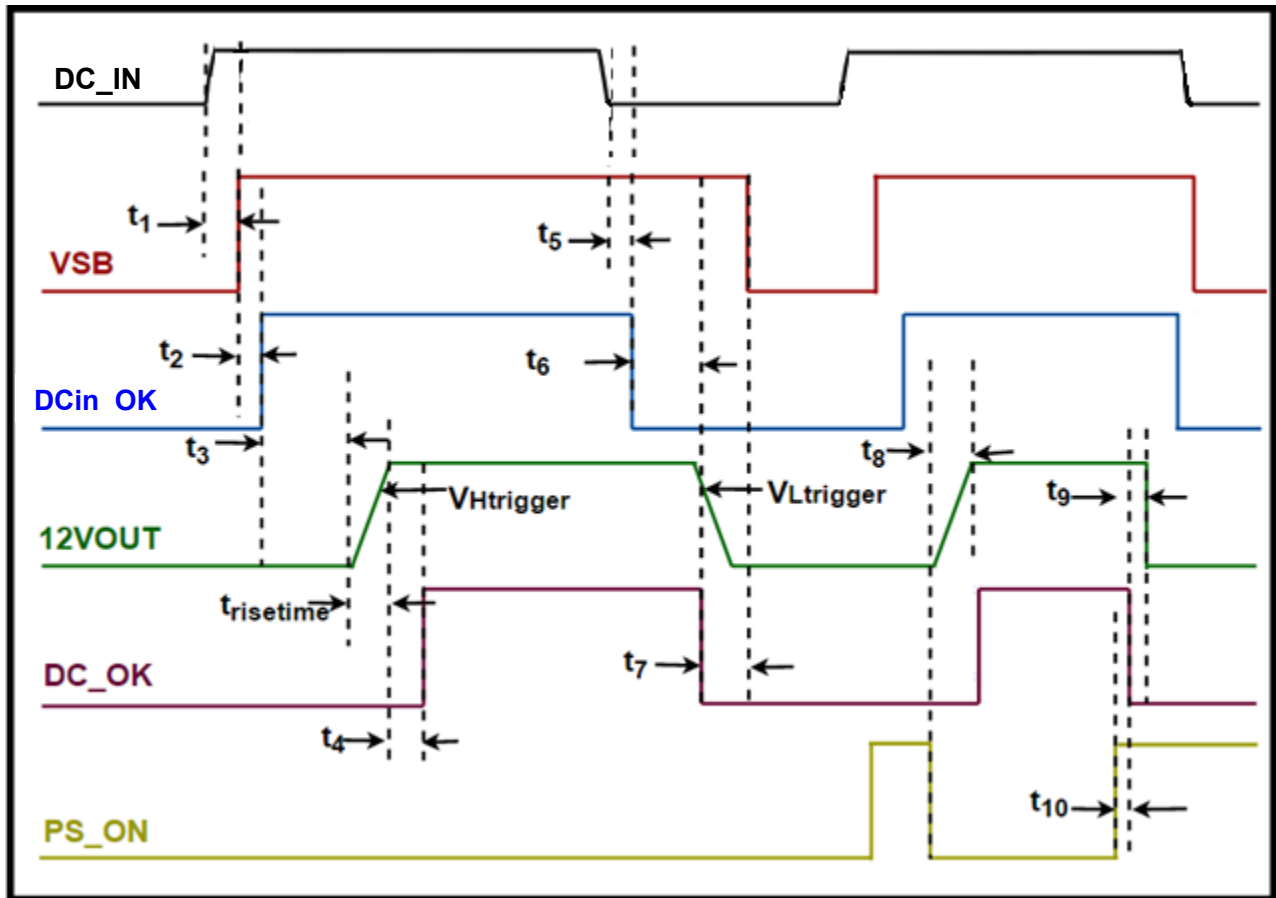 DC_IN
t1
VSB
t5
t2
t6
DCin OK
t3
t8
VHtrigger
VLtrigger
t9
12VOUT
trisetime
DC_OK
t7
t4
t10
PS_ON